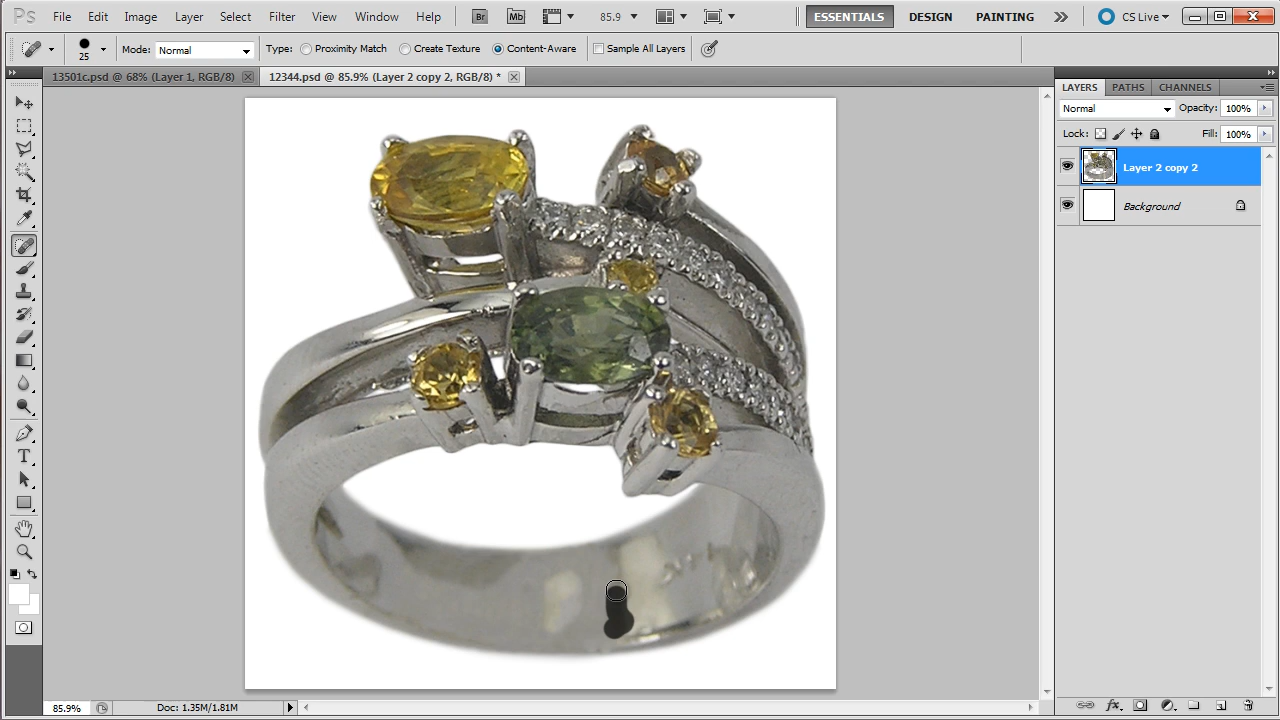 Ps File Edit Image Layer Select Filter View Window Help Br Mb 85.9 ESSENTIALS DESIGN PAINTING CS Live
25 Mode: Normal Type: Proximity Match Create Texture Content-Aware Sample All Layers
13501c.psd @ 68% (Layer 1, RGB/8) 12344.psd @ 85.9% (Layer 2 copy 2, RGB/8) *
LAYERS PATHS CHANNELS
Normal Opacity: 100%
Lock: Fill: 100%
Layer 2 copy 2
Background
T
fx
85.9% Doc: 1.35M/1.81M